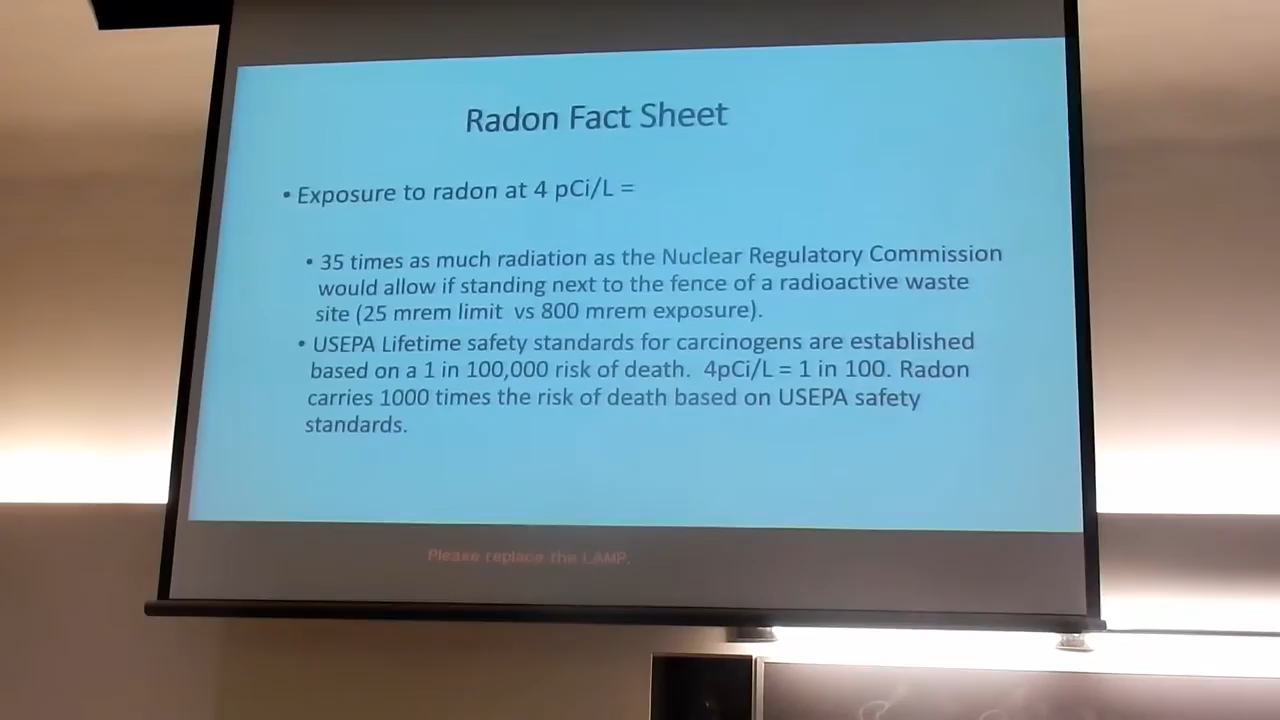 Radon Fact Sheet
• Exposure to radon at 4 pCi/L =
• 35 times as much radiation as the Nuclear Regulatory Commission
would allow if standing next to the fence of a radioactive waste
site (25 mrem limit vs 800 mrem exposure).
• USEPA Lifetime safety standards for carcinogens are established
based on a 1 in 100,000 risk of death. 4pCi/L = 1 in 100. Radon
carries 1000 times the risk of death based on USEPA safety
standards.
Please replace the LAMP.